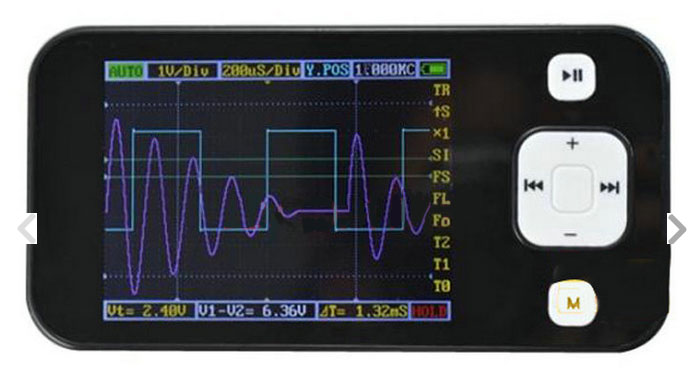 AUTO 1V/Div 200uS/Div Y.POS 1:000KC
TR
↑S
×1
SI
FS
FL
Fo
T2
T1
T0
Vt= 2.40V V1-V2= 6.36V ⊿T= 1.32mS HOLD
+
−
M